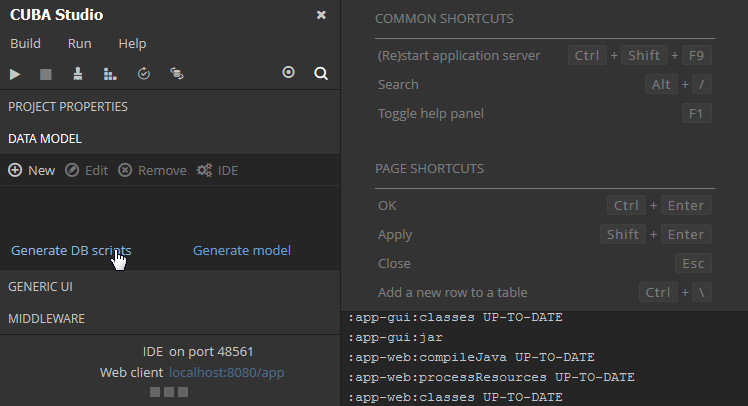 CUBA Studio
Build Run Help
PROJECT PROPERTIES
DATA MODEL
New Edit Remove IDE
Generate DB scripts Generate model
GENERIC UI
MIDDLEWARE
IDE on port 48561
Web client localhost:8080/app
COMMON SHORTCUTS
(Re)start application server Ctrl + Shift + F9
Search Alt + /
Toggle help panel F1
PAGE SHORTCUTS
OK Ctrl + Enter
Apply Shift + Enter
Close Esc
Add a new row to a table Ctrl + \
:app-gui:classes UP-TO-DATE
:app-gui:jar
:app-web:compileJava UP-TO-DATE
:app-web:processResources UP-TO-DATE
:app-web:classes UP-TO-DATE